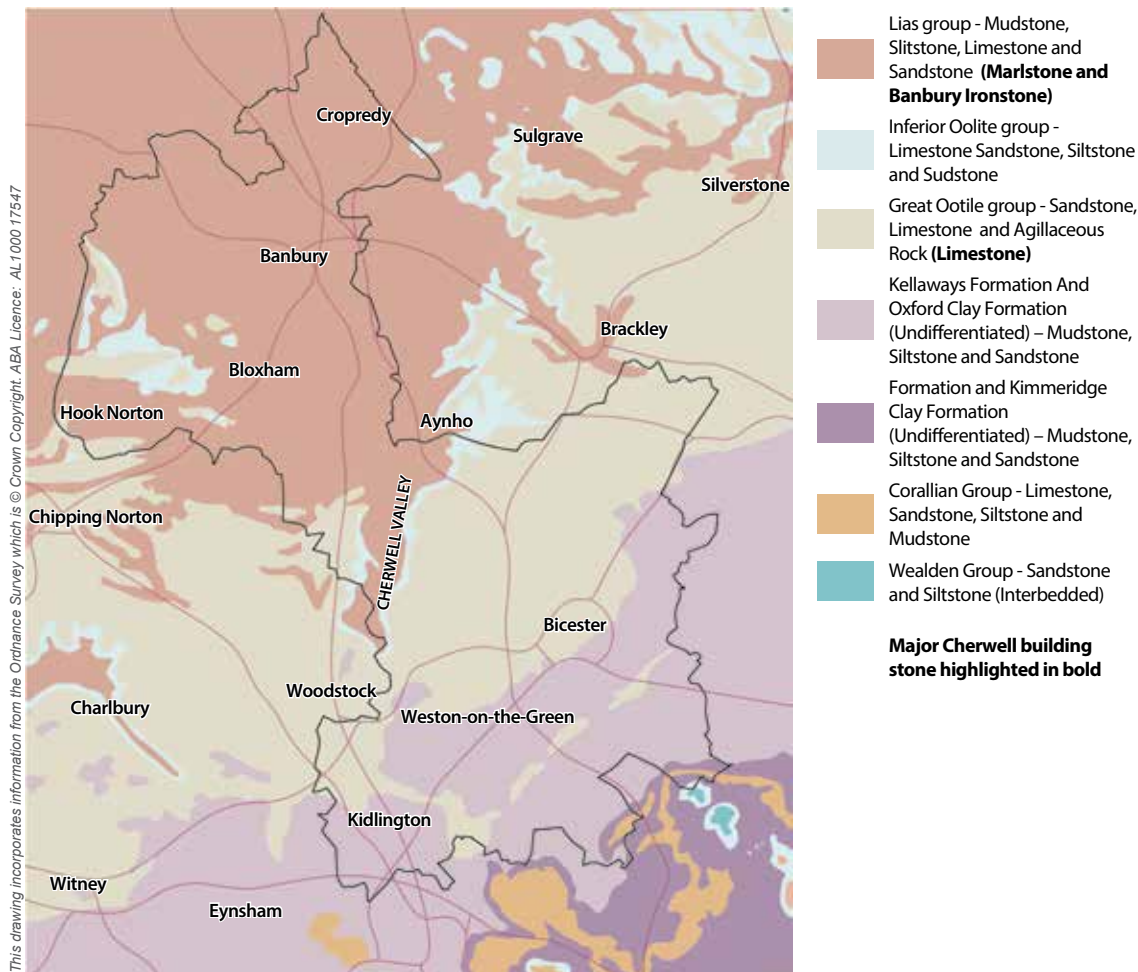 This drawing incorporates information from the Ordnance Survey which is © Crown Copyright. ABA Licence: AL1000 17547
Cropredy
Sulgrave
Silverstone
Banbury
Brackley
Bloxham
Hook Norton
Aynho
CHERWELL VALLEY
Chipping Norton
Bicester
Woodstock
Charlbury
Weston-on-the-Green
Kidlington
Witney
Eynsham
Lias group - Mudstone,
Slitstone, Limestone and
Sandstone (Marlstone and
Banbury Ironstone)
Inferior Oolite group -
Limestone Sandstone, Siltstone
and Sudstone
Great Ootile group - Sandstone,
Limestone and Agillaceous
Rock (Limestone)
Kellaways Formation And
Oxford Clay Formation
(Undifferentiated) – Mudstone,
Siltstone and Sandstone
Formation and Kimmeridge
Clay Formation
(Undifferentiated) – Mudstone,
Siltstone and Sandstone
Corallian Group - Limestone,
Sandstone, Siltstone and
Mudstone
Wealden Group - Sandstone
and Siltstone (Interbedded)
Major Cherwell building
stone highlighted in bold